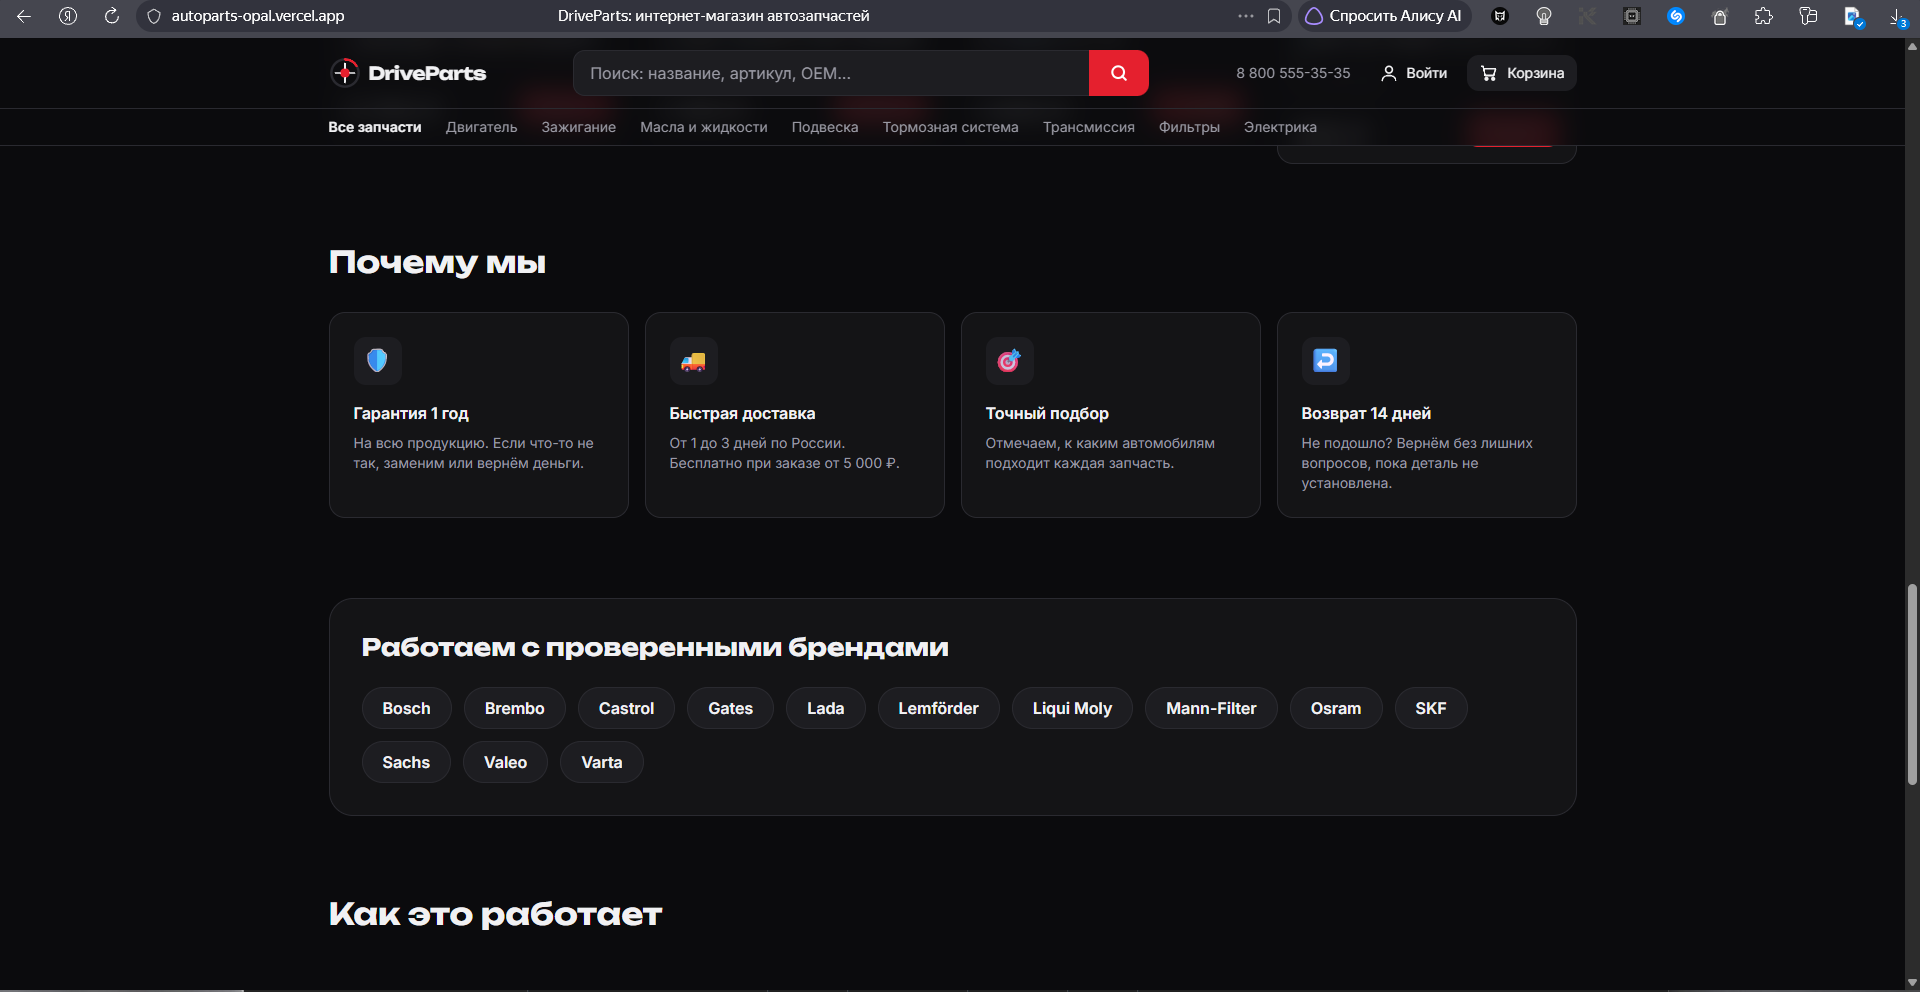 autoparts-opal.vercel.app
DriveParts: интернет-магазин автозапчастей
Спросить Алису AI
3
DriveParts
Поиск: название, артикул, OEM...
8 800 555-35-35
Войти
Корзина
Все запчасти
Двигатель
Зажигание
Масла и жидкости
Подвеска
Тормозная система
Трансмиссия
Фильтры
Электрика
Почему мы
Гарантия 1 год
На всю продукцию. Если что-то не
так, заменим или вернём деньги.
Быстрая доставка
От 1 до 3 дней по России.
Бесплатно при заказе от 5 000 ₽.
Точный подбор
Отмечаем, к каким автомобилям
подходит каждая запчасть.
Возврат 14 дней
Не подошло? Вернём без лишних
вопросов, пока деталь не
установлена.
Работаем с проверенными брендами
Bosch
Brembo
Castrol
Gates
Lada
Lemförder
Liqui Moly
Mann-Filter
Osram
SKF
Sachs
Valeo
Varta
Как это работает